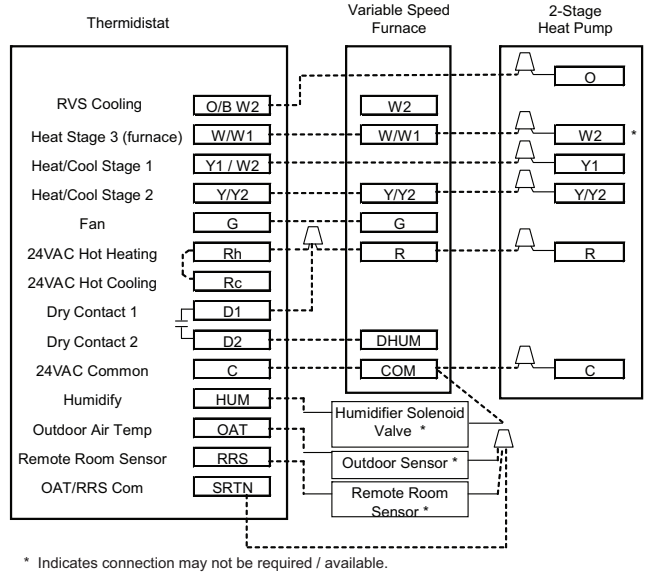 Thermidistat
Variable Speed
Furnace
2-Stage
Heat Pump
O
RVS Cooling O/B W2 W2
Heat Stage 3 (furnace) W/W1 W/W1 W2 *
Heat/Cool Stage 1 Y1 / W2 Y1
Heat/Cool Stage 2 Y/Y2 Y/Y2 Y/Y2
Fan G G
24VAC Hot Heating Rh R R
24VAC Hot Cooling Rc
Dry Contact 1 D1
Dry Contact 2 D2 DHUM
24VAC Common C COM C
Humidify HUM
Humidifier Solenoid
Valve *
Outdoor Air Temp OAT
Outdoor Sensor *
Remote Room Sensor RRS
Remote Room
Sensor *
OAT/RRS Com SRTN
* Indicates connection may not be required / available.